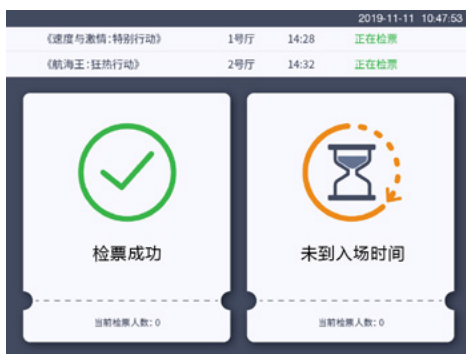 2019-11-11 10:47:53
《速度与激情:特别行动》 1号厅 14:28 正在检票
《航海王:狂热行动》 2号厅 14:32 正在检票
检票成功 未到入场时间
当前检票人数: 0 当前检票人数: 0